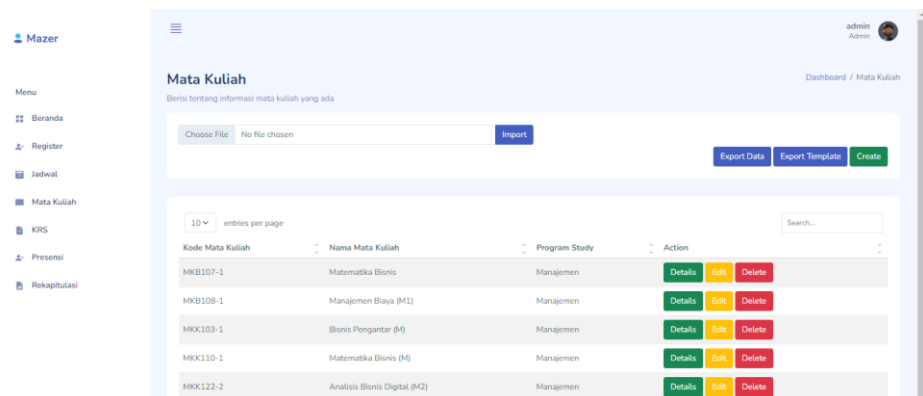 Mazer
admin
Admin
Mata Kuliah
Dashboard / Mata Kuliah
Berisi tentang informasi mata kuliah yang ada
Menu
Beranda
Register
Jadwal
Mata Kuliah
KRS
Presensi
Rekapitulasi
Choose File No file chosen Import
Export Data Export Template Create
10 entries per page Search...
Kode Mata Kuliah Nama Mata Kuliah Program Study Action
MKB107-1 Matematika Bisnis Manajemen Details Edit Delete
MKB108-1 Manajemen Biaya (M1) Manajemen Details Edit Delete
MKK103-1 Bisnis Pengantar (M) Manajemen Details Edit Delete
MKK110-1 Matematika Bisnis (M) Manajemen Details Edit Delete
MKK122-2 Analisis Bisnis Digital (M2) Manajemen Details Edit Delete